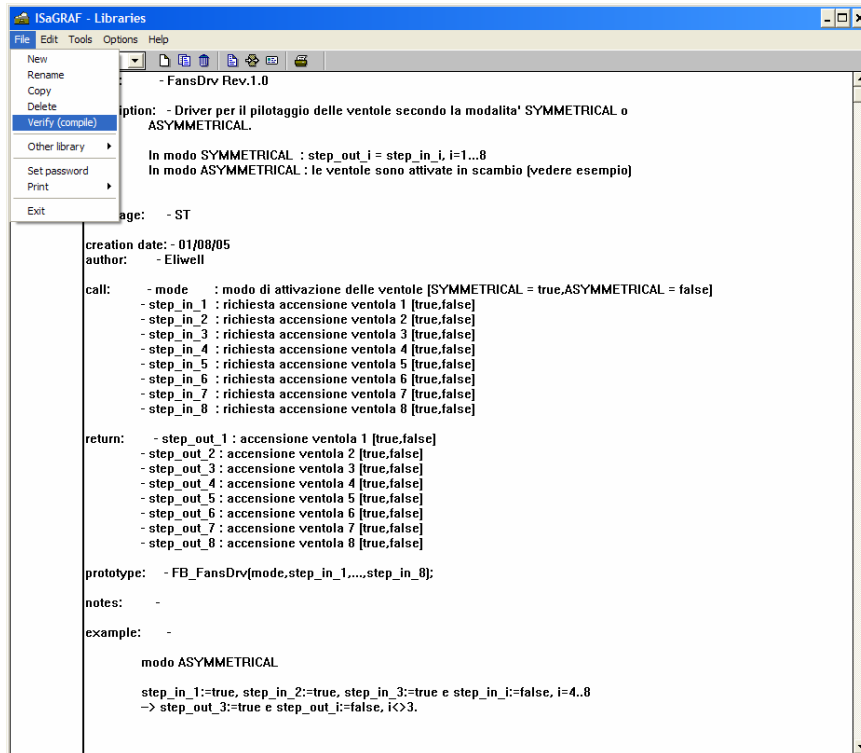 ISaGRAF - Libraries
File Edit Tools Options Help
New
Rename
Copy
Delete
Verify (compile)
Other library
Set password
Print
Exit
: - FansDrv Rev.1.0
iption: - Driver per il pilotaggio delle ventole secondo la modalita' SYMMETRICAL o
ASYMMETRICAL.
In modo SYMMETRICAL : step_out_i = step_in_i, i=1...8
In modo ASYMMETRICAL : le ventole sono attivate in scambio (vedere esempio)
age: - ST
creation date: - 01/08/05
author: - Eliwell
call: - mode : modo di attivazione delle ventole [SYMMETRICAL = true,ASYMMETRICAL = false]
- step_in_1 : richiesta accensione ventola 1 [true,false]
- step_in_2 : richiesta accensione ventola 2 [true,false]
- step_in_3 : richiesta accensione ventola 3 [true,false]
- step_in_4 : richiesta accensione ventola 4 [true,false]
- step_in_5 : richiesta accensione ventola 5 [true,false]
- step_in_6 : richiesta accensione ventola 6 [true,false]
- step_in_7 : richiesta accensione ventola 7 [true,false]
- step_in_8 : richiesta accensione ventola 8 [true,false]
return: - step_out_1 : accensione ventola 1 [true,false]
- step_out_2 : accensione ventola 2 [true,false]
- step_out_3 : accensione ventola 3 [true,false]
- step_out_4 : accensione ventola 4 [true,false]
- step_out_5 : accensione ventola 5 [true,false]
- step_out_6 : accensione ventola 6 [true,false]
- step_out_7 : accensione ventola 7 [true,false]
- step_out_8 : accensione ventola 8 [true,false]
prototype: - FB_FansDrv(mode,step_in_1,...,step_in_8);
notes: -
example: -
modo ASYMMETRICAL
step_in_1:=true, step_in_2:=true, step_in_3:=true e step_in_i:=false, i=4..8
-> step_out_3:=true e step_out_i:=false, i<>3.